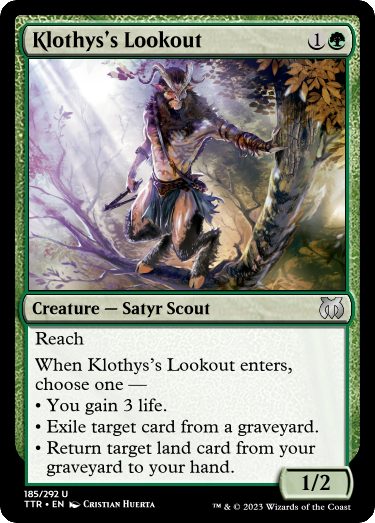 Klothys's Lookout 1
Creature — Satyr Scout
Reach
When Klothys's Lookout enters,
choose one —
• You gain 3 life.
• Exile target card from a graveyard.
• Return target land card from your
graveyard to your hand.
1/2
185/292 U
TTR • EN Cristian Huerta
™ & © 2023 Wizards of the Coast